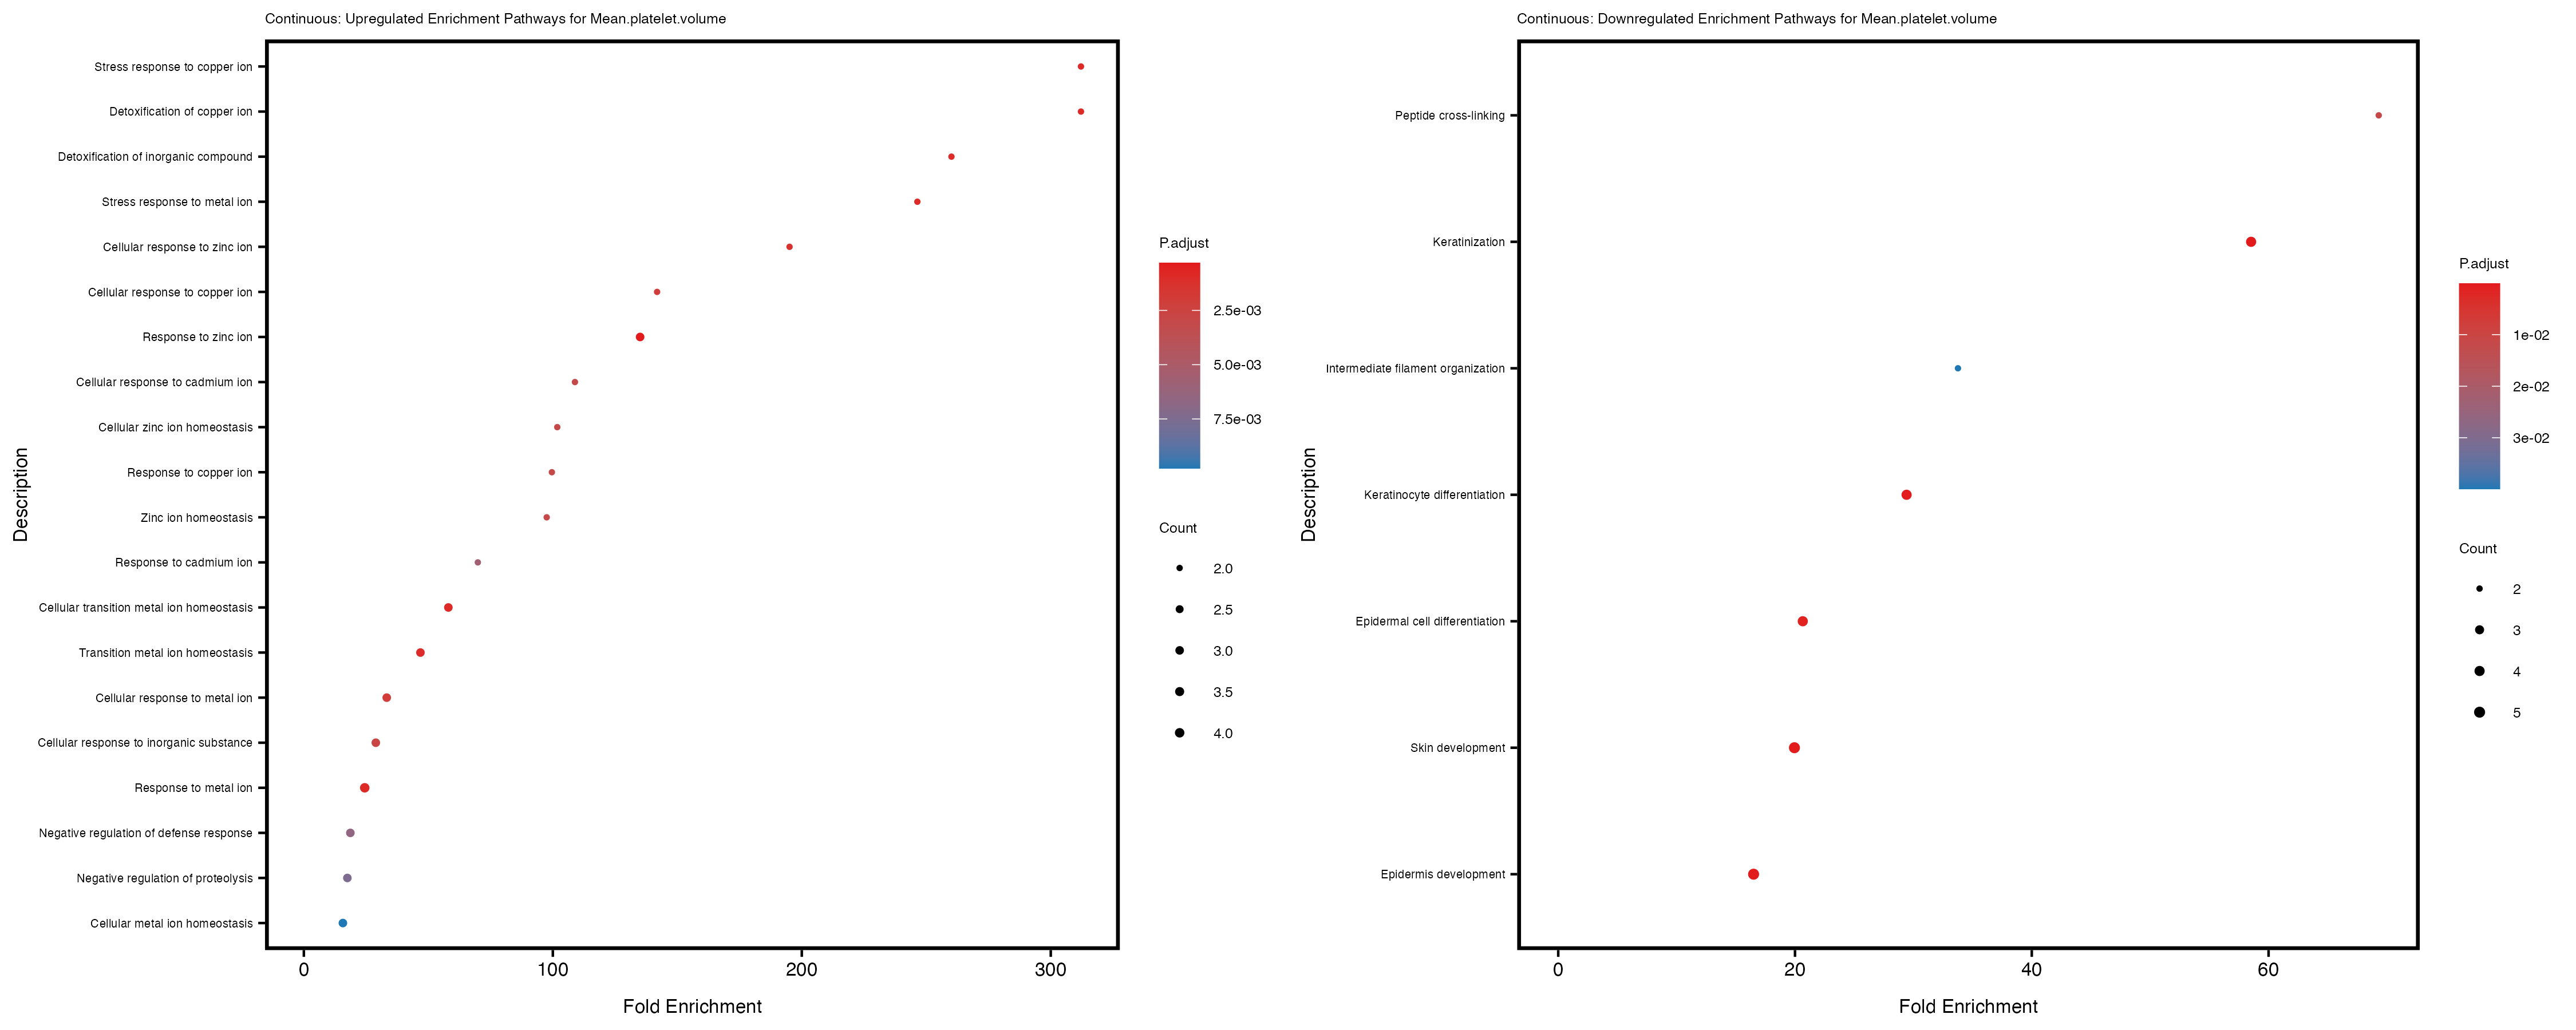 Continuous: Upregulated Enrichment Pathways for Mean.platelet.volume
Description
Stress response to copper ion
Detoxification of copper ion
Detoxification of inorganic compound
Stress response to metal ion
Cellular response to zinc ion
Cellular response to copper ion
Response to zinc ion
Cellular response to cadmium ion
Cellular zinc ion homeostasis
Response to copper ion
Zinc ion homeostasis
Response to cadmium ion
Cellular transition metal ion homeostasis
Transition metal ion homeostasis
Cellular response to metal ion
Cellular response to inorganic substance
Response to metal ion
Negative regulation of defense response
Negative regulation of proteolysis
Cellular metal ion homeostasis
0
100
200
300
Fold Enrichment
P.adjust
2.5e-03
5.0e-03
7.5e-03
Count
2.0
2.5
3.0
3.5
4.0
Continuous: Downregulated Enrichment Pathways for Mean.platelet.volume
Description
Peptide cross-linking
Keratinization
Intermediate filament organization
Keratinocyte differentiation
Epidermal cell differentiation
Skin development
Epidermis development
0
20
40
60
Fold Enrichment
P.adjust
1e-02
2e-02
3e-02
Count
2
3
4
5